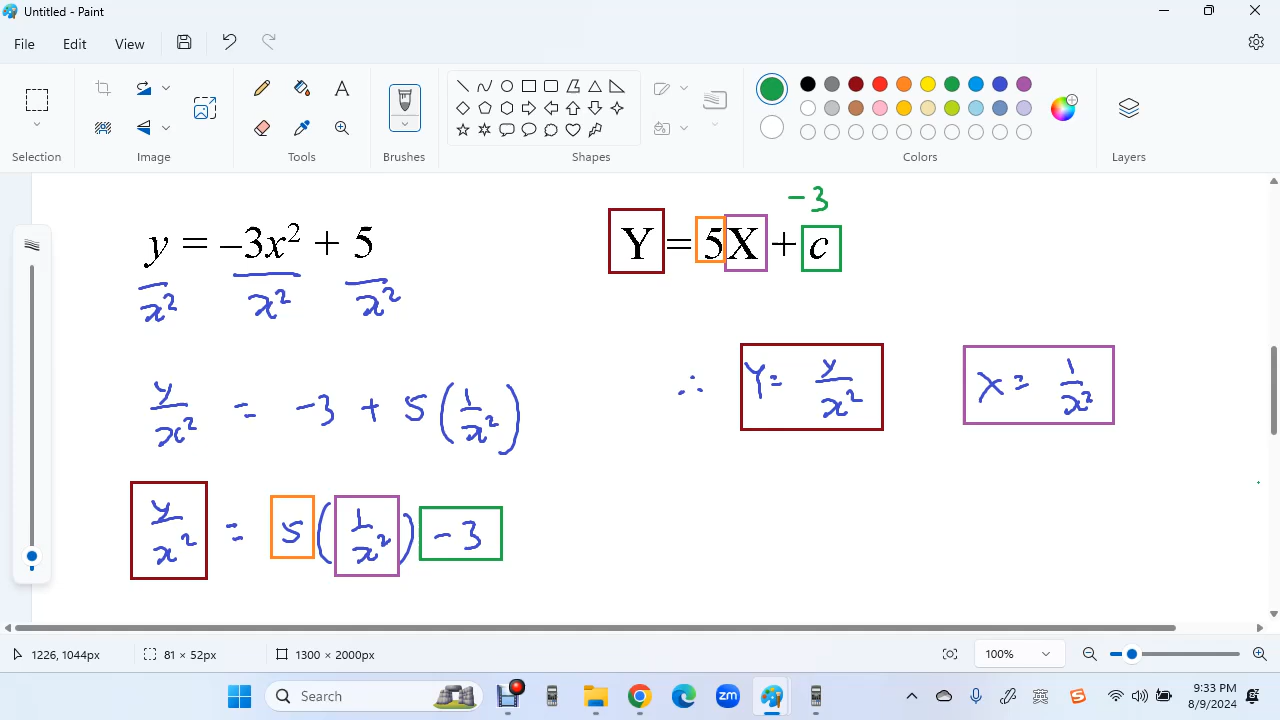 Untitled - Paint
File Edit View
Selection Image Tools Brushes Shapes Colors Layers
y = –3x² + 5
x² x² x²
Y = 5X + c
– 3
y/x² = -3 + 5 (1/x²)
∴ Y = y/x² X = 1/x²
y/x² = 5 (1/x²) - 3
1226, 1044px 81 × 52px 1300 × 2000px 100%
Search zm 9:33 PM
8/9/2024